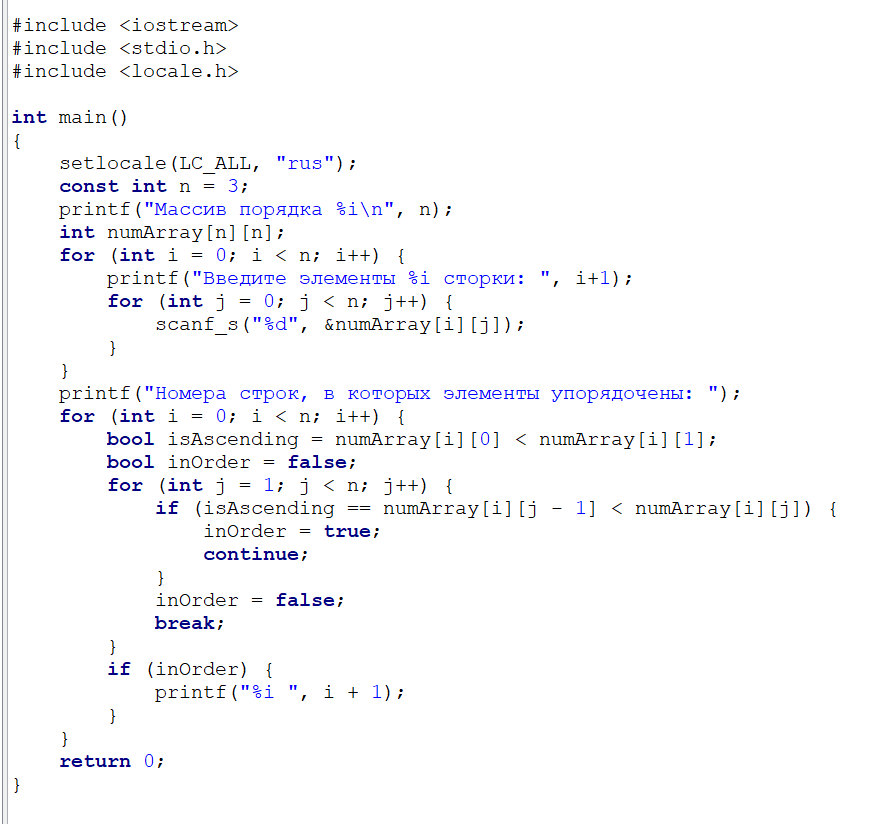 #include <iostream>
#include <stdio.h>
#include <locale.h>

int main()
{
    setlocale(LC_ALL, "rus");
    const int n = 3;
    printf("Массив порядка %i\n", n);
    int numArray[n][n];
    for (int i = 0; i < n; i++) {
        printf("Введите элементы %i сторки: ", i+1);
        for (int j = 0; j < n; j++) {
            scanf_s("%d", &numArray[i][j]);
        }
    }
    printf("Номера строк, в которых элементы упорядочены: ");
    for (int i = 0; i < n; i++) {
        bool isAscending = numArray[i][0] < numArray[i][1];
        bool inOrder = false;
        for (int j = 1; j < n; j++) {
            if (isAscending == numArray[i][j - 1] < numArray[i][j]) {
                inOrder = true;
                continue;
            }
            inOrder = false;
            break;
        }
        if (inOrder) {
            printf("%i ", i + 1);
        }
    }
    return 0;
}